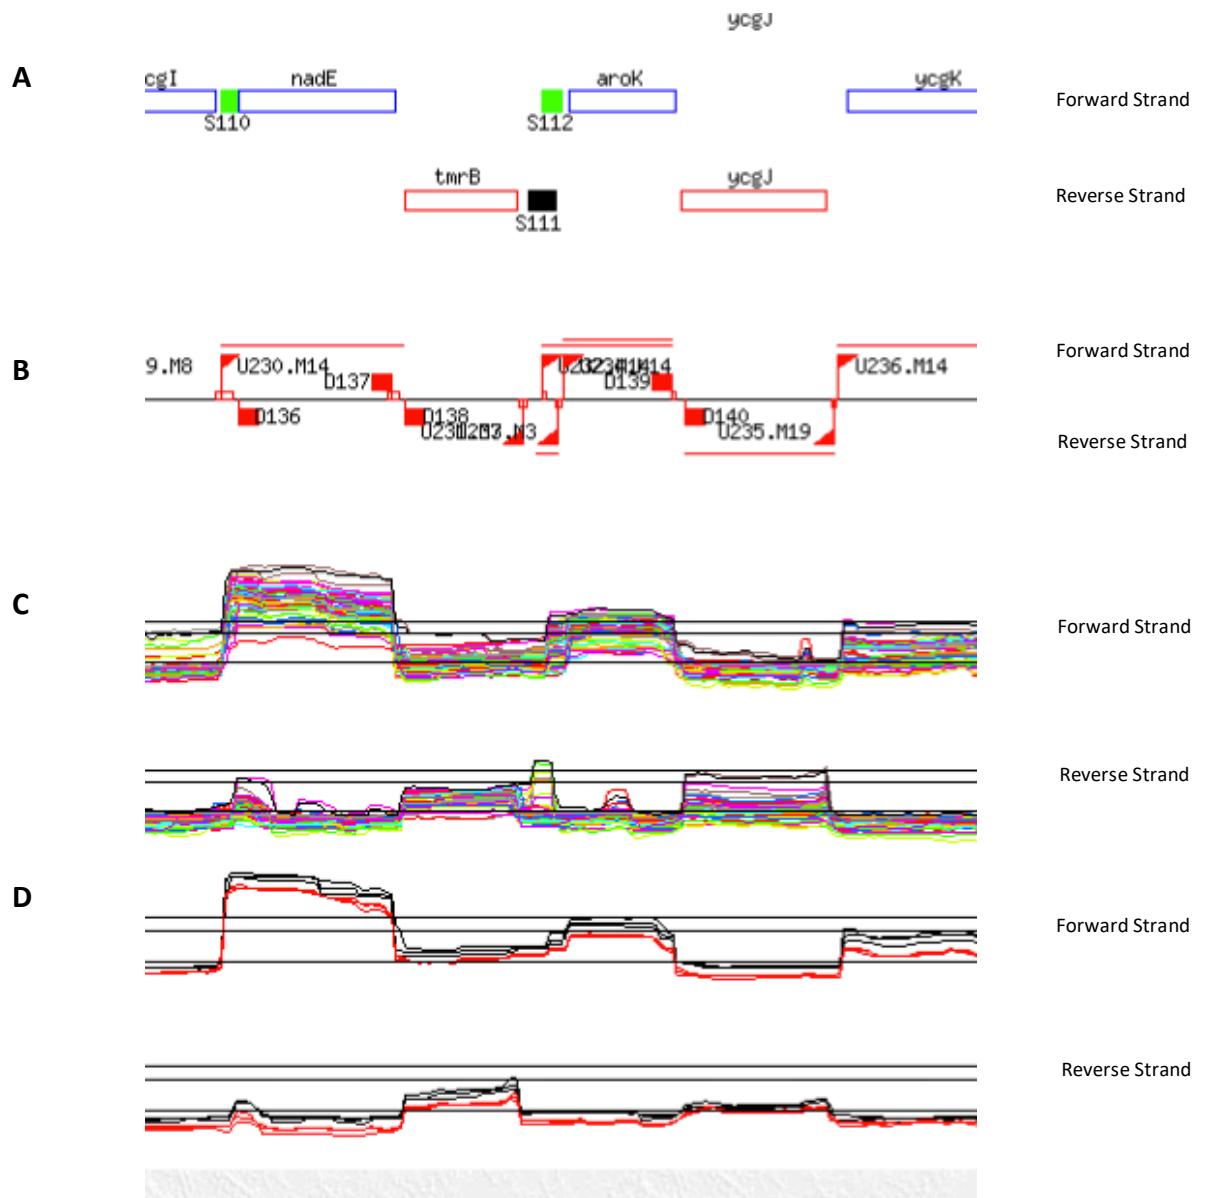 ycgJ
A
cgI nadE aroK ycgK
Forward Strand
S110 S112
tmrB ycgJ
Reverse Strand
S111
B
Forward Strand
9.M8 U230.M14 U236.M14
D137 D139
D136 D138 D140
U235.M19
Reverse Strand
C
Forward Strand
Reverse Strand
D
Forward Strand
Reverse Strand